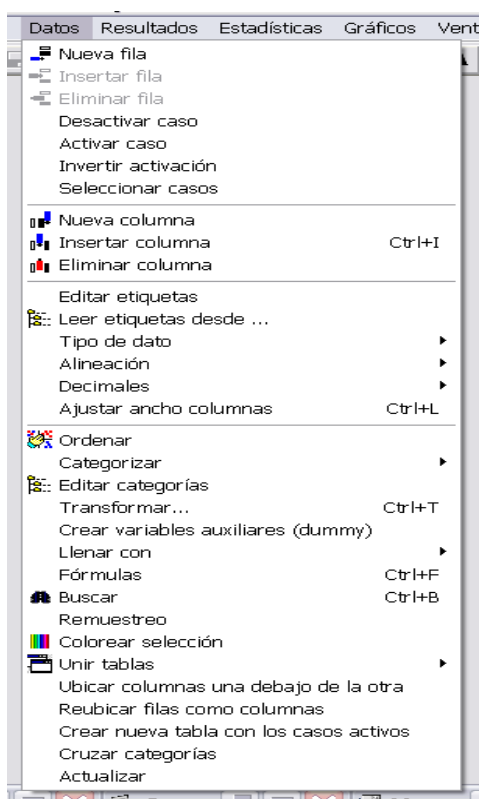 Datos Resultados Estadísticas Gráficos Vent
Nueva fila
Insertar fila
Eliminar fila
Desactivar caso
Activar caso
Invertir activación
Seleccionar casos
Nueva columna
Insertar columna Ctrl+I
Eliminar columna
Editar etiquetas
Leer etiquetas desde ...
Tipo de dato
Alineación
Decimales
Ajustar ancho columnas Ctrl+L
Ordenar
Categorizar
Editar categorías
Transformar... Ctrl+T
Crear variables auxiliares (dummy)
Llenar con
Fórmulas Ctrl+F
Buscar Ctrl+B
Remuestreo
Colorear selección
Unir tablas
Ubicar columnas una debajo de la otra
Reubicar filas como columnas
Crear nueva tabla con los casos activos
Cruzar categorías
Actualizar